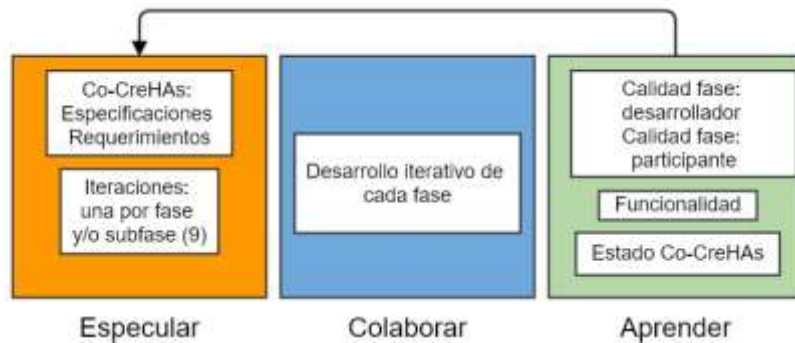 Co-CreHAs:
Especificaciones
Requerimientos
Iteraciones:
una por fase
y/o subfase (9)
Especular
Desarrollo iterativo de
cada fase
Colaborar
Calidad fase:
desarrollador
Calidad fase:
participante
Funcionalidad
Estado Co-CreHAs
Aprender